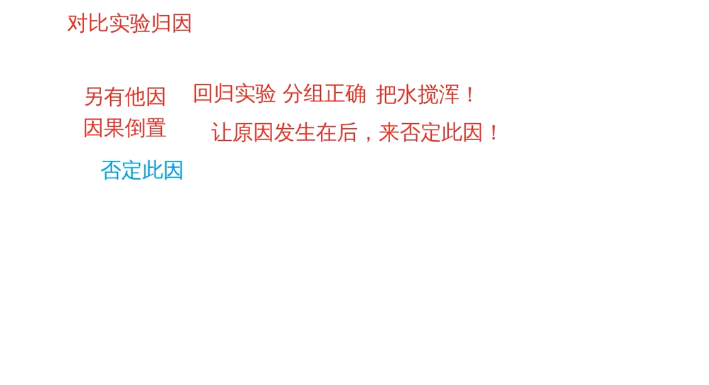 对比实验归因
另有他因 回归实验 分组正确 把水搅浑！
因果倒置 让原因发生在后，来否定此因！
否定此因